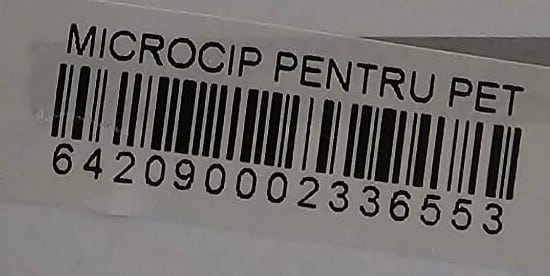 MICROCIP PENTRU PET
642090002336553